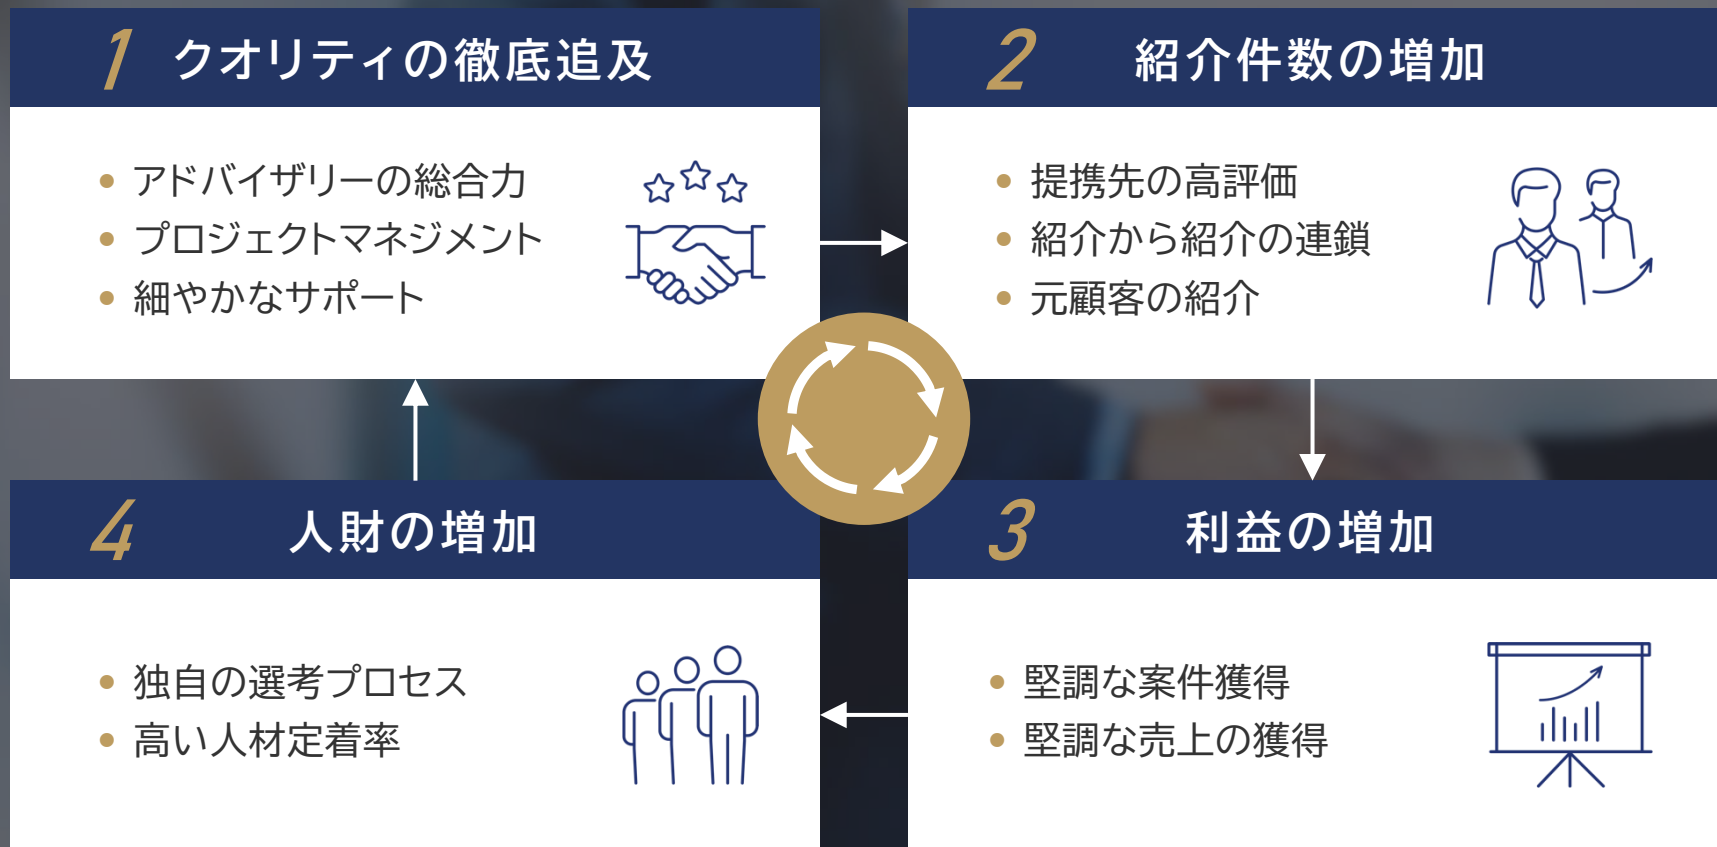 1 クオリティの徹底追及
• アドバイザリーの総合力
• プロジェクトマネジメント
• 細やかなサポート
2 紹介件数の増加
• 提携先の高評価
• 紹介から紹介の連鎖
• 元顧客の紹介
3 利益の増加
• 堅調な案件獲得
• 堅調な売上の獲得
4 人財の増加
• 独自の選考プロセス
• 高い人材定着率